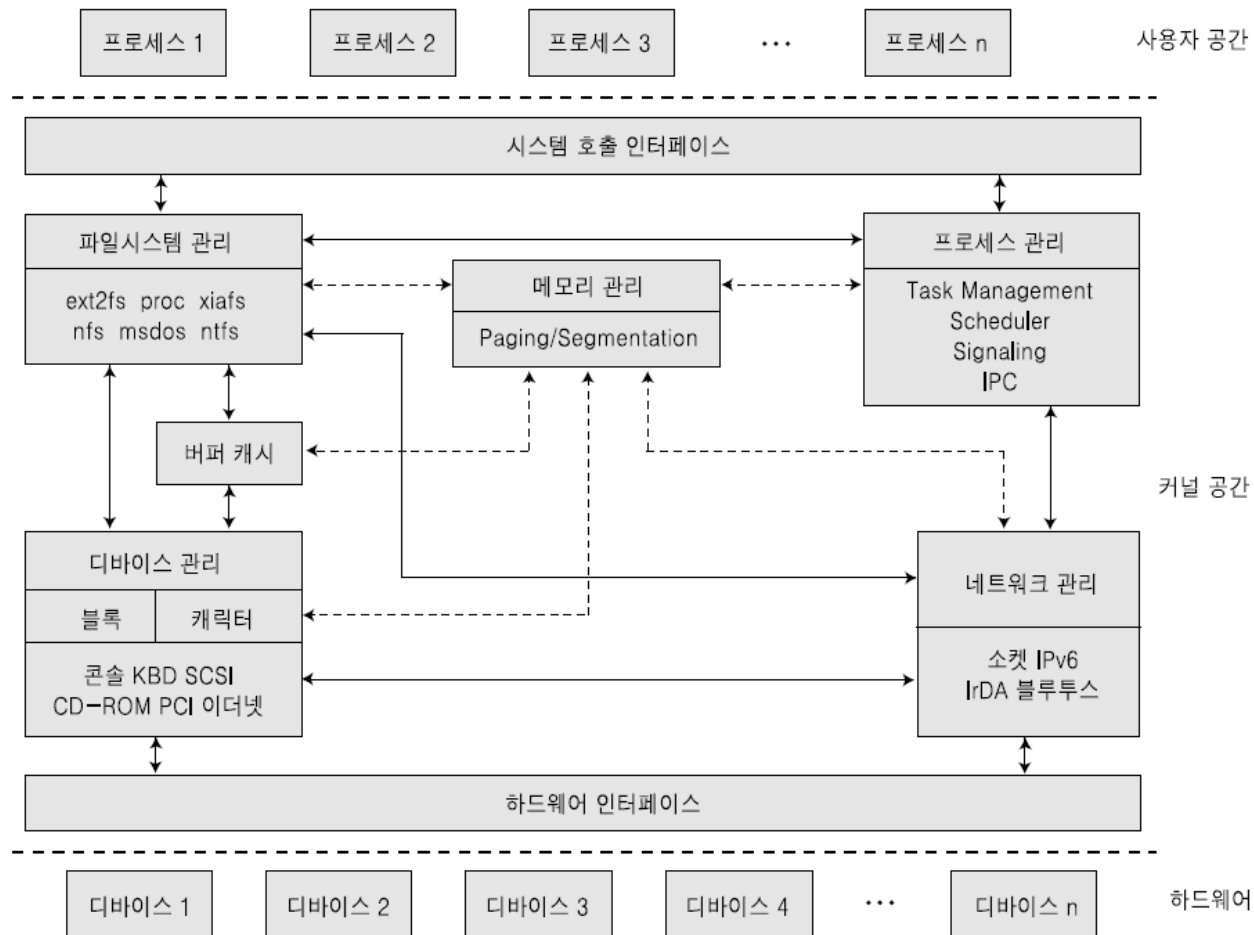 프로세스 1
프로세스 2
프로세스 3
...
프로세스 n
사용자 공간
시스템 호출 인터페이스
파일시스템 관리
ext2fs proc xiafs
nfs msdos ntfs
메모리 관리
Paging/Segmentation
프로세스 관리
Task Management
Scheduler
Signaling
IPC
버퍼 캐시
커널 공간
디바이스 관리
블록
캐릭터
콘솔 KBD SCSI
CD-ROM PCI 이더넷
네트워크 관리
소켓 IPv6
IrDA 블루투스
하드웨어 인터페이스
디바이스 1
디바이스 2
디바이스 3
디바이스 4
...
디바이스 n
하드웨어